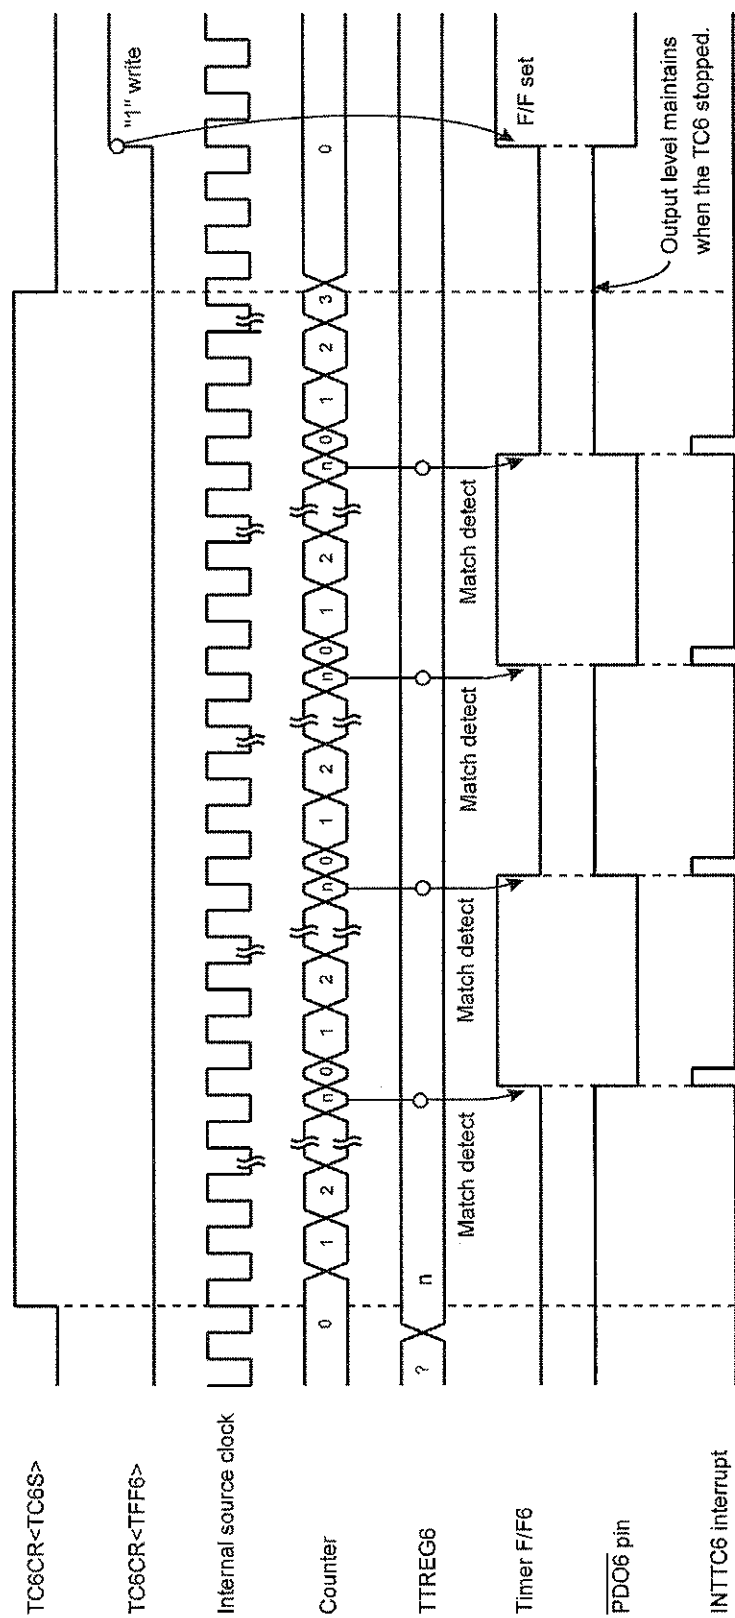 TC6CR<TC6S>
TC6CR<TFF6>
"1" write
Internal source clock
Counter
0 1 2 n 0 1 2 n 0 1 2 n 0 1 2 n 0 1 2 3 0
TTREG6
? n
Match detect Match detect Match detect Match detect
Timer F/F6
F/F set
PDO6 pin
Output level maintains
when the TC6 stopped.
INTTC6 interrupt